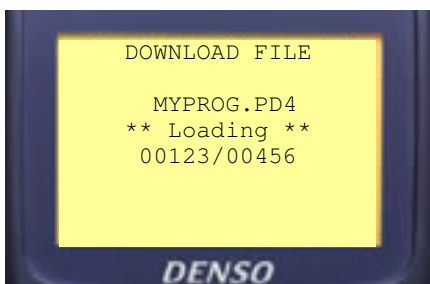 DOWNLOAD FILE
MYPROG.PD4
** Loading **
00123/00456
DENSO